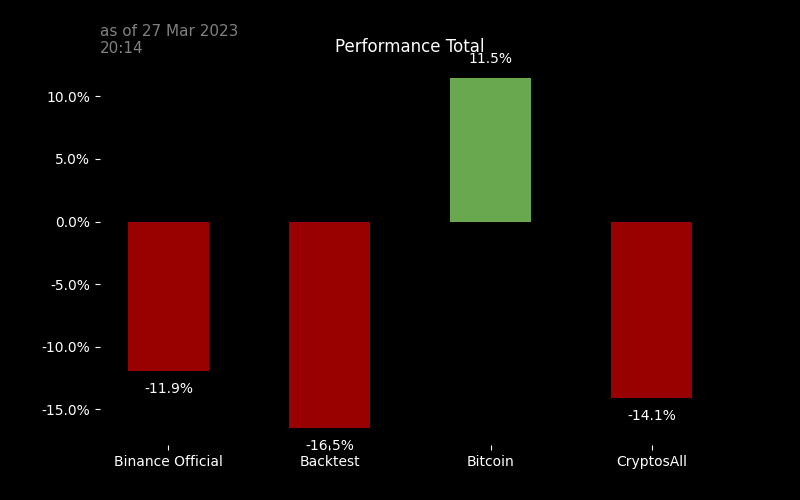 as of 27 Mar 2023
20:14
Performance Total
11.5%
10.0%
5.0%
0.0%
-5.0%
-10.0%
-15.0%
-11.9%
-16.5%
-14.1%
Binance Official
Backtest
Bitcoin
CryptosAll